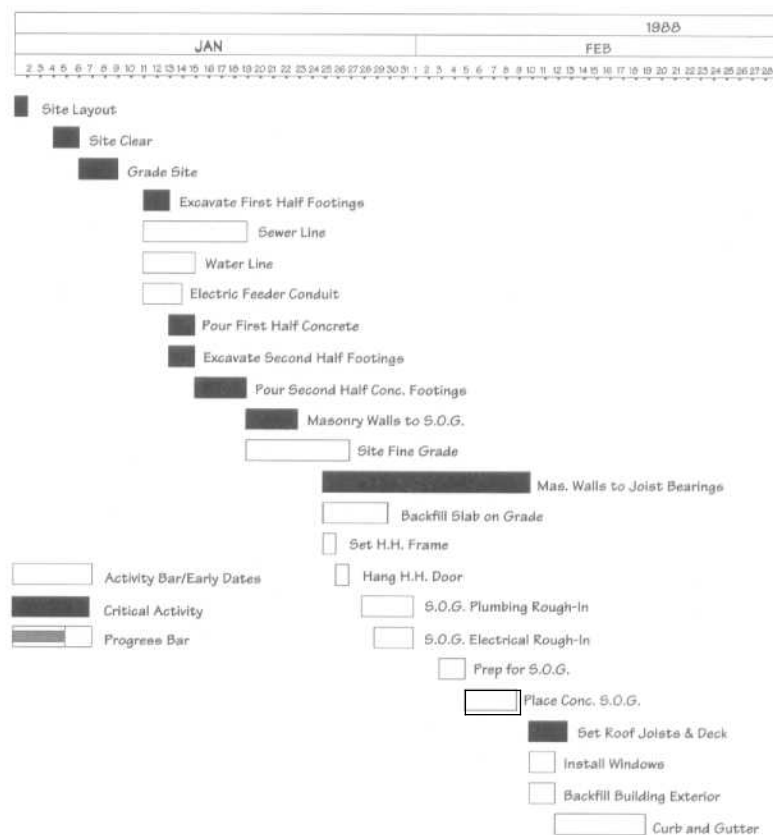 1988
JAN FEB
2 3 4 5 6 7 8 9 10 11 12 13 14 15 16 17 18 19 20 21 22 23 24 25 26 27 28 29 30 31 1 2 3 4 5 6 7 8 9 10 11 12 13 14 15 16 17 18 19 20 21 22 23 24 25 26 27 28
Site Layout
Site Clear
Grade Site
Excavate First Half Footings
Sewer Line
Water Line
Electric Feeder Conduit
Pour First Half Concrete
Excavate Second Half Footings
Pour Second Half Conc. Footings
Masonry Walls to S.O.G.
Site Fine Grade
Mas. Walls to Joist Bearings
Backfill Slab on Grade
Set H.H. Frame
Activity Bar/Early Dates
Hang H.H. Door
Critical Activity
S.O.G. Plumbing Rough-In
Progress Bar
S.O.G. Electrical Rough-In
Prep for S.O.G.
Place Conc. S.O.G.
Set Roof Joists & Deck
Install Windows
Backfill Building Exterior
Curb and Gutter